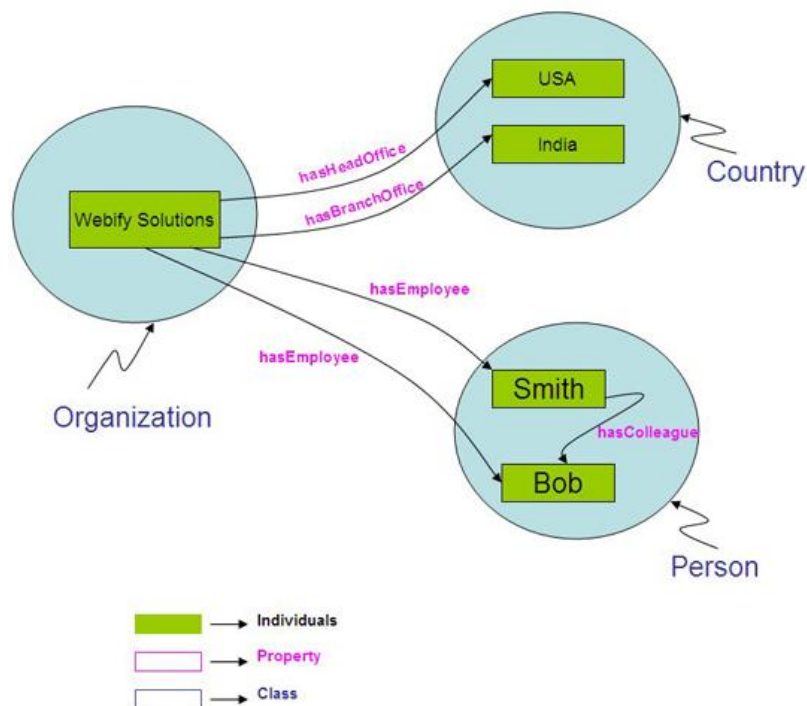 USA
India
Country
hasHeadOffice
hasBranchOffice
Webify Solutions
Organization
hasEmployee
hasEmployee
Smith
hasColleague
Bob
Person
Individuals
Property
Class